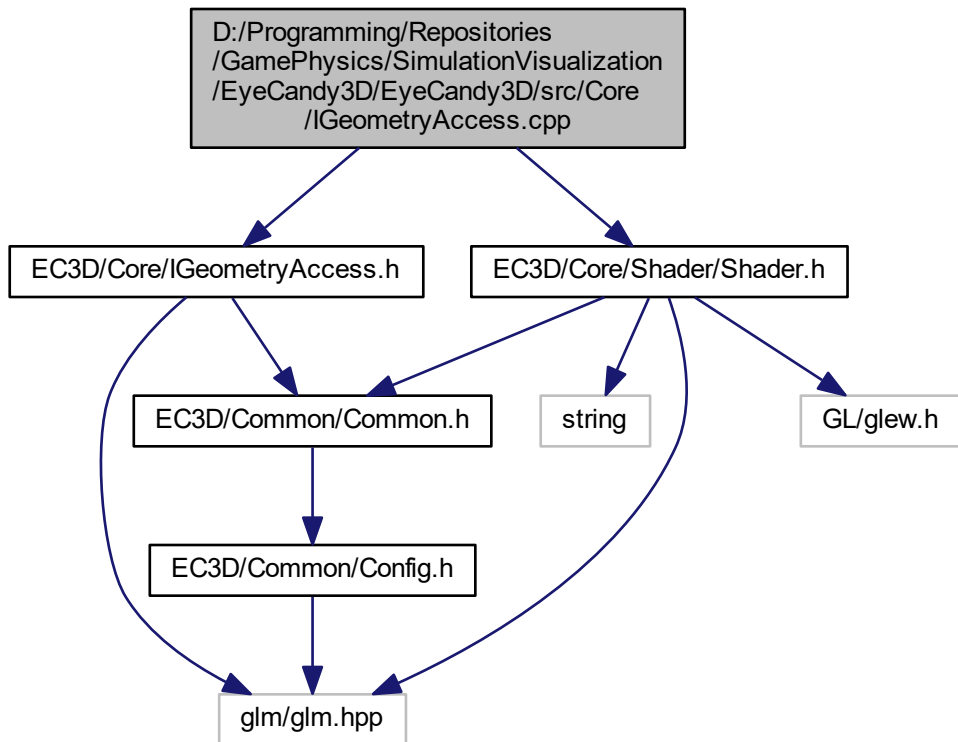 D:/Programming/Repositories
/GamePhysics/SimulationVisualization
/EyeCandy3D/EyeCandy3D/src/Core
/IGeometryAccess.cpp
EC3D/Core/IGeometryAccess.h
EC3D/Core/Shader/Shader.h
EC3D/Common/Common.h
string
GL/glew.h
EC3D/Common/Config.h
glm/glm.hpp